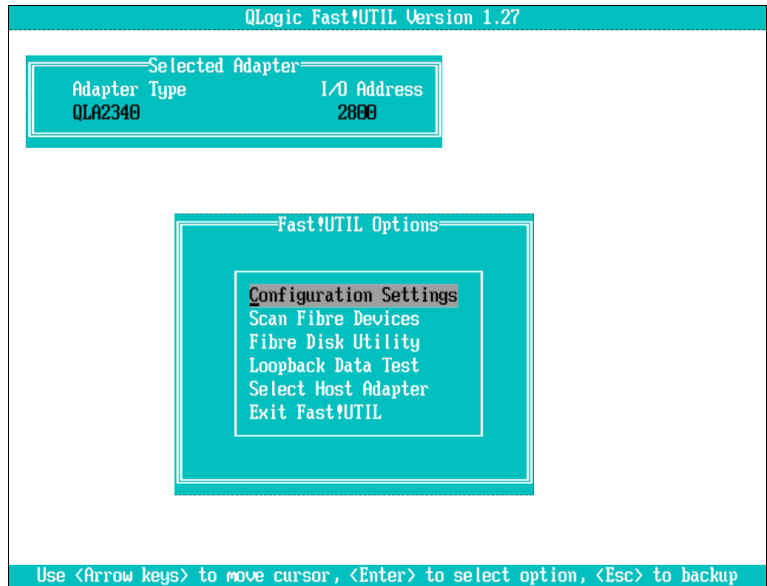 QLogic Fast!UTIL Version 1.27
Selected Adapter
Adapter Type I/O Address
QLA2340 2800
Fast!UTIL Options
Configuration Settings
Scan Fibre Devices
Fibre Disk Utility
Loopback Data Test
Select Host Adapter
Exit Fast!UTIL
Use <Arrow keys> to move cursor, <Enter> to select option, <Esc> to backup